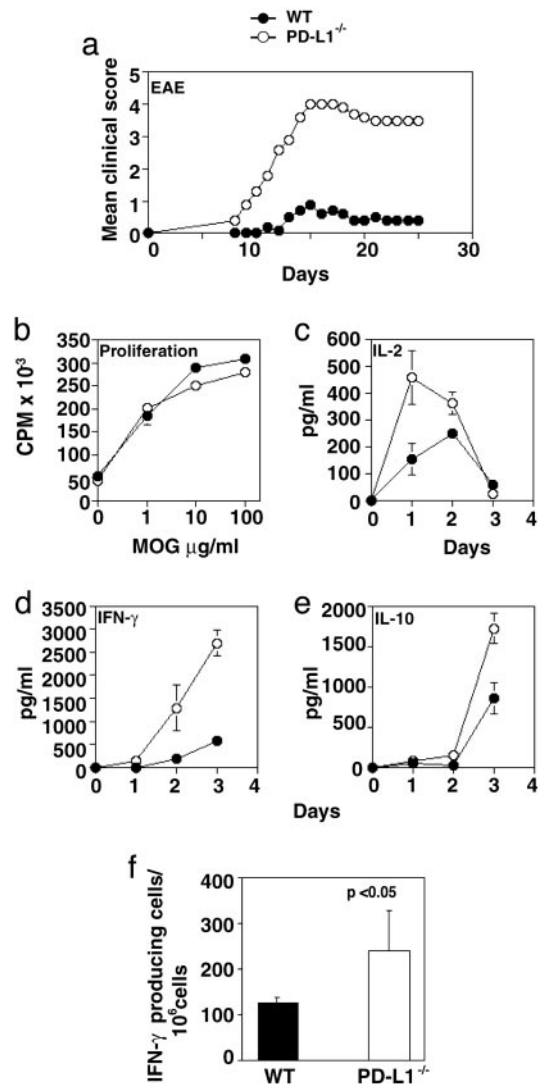 WT
PD-L1-/-
a
EAE
Mean clinical score
5
4
3
2
1
0
0
10
20
30
Days
b
Proliferation
CPM x 10-3
350
300
250
200
150
100
50
0
0
1
10
100
MOG μg/ml
c
IL-2
pg/ml
600
500
400
300
200
100
0
0
1
2
3
4
Days
d
IFN-γ
pg/ml
3500
3000
2500
2000
1500
1000
500
0
0
1
2
3
4
e
IL-10
pg/ml
2000
1500
1000
500
0
0
1
2
3
4
Days
f
IFN-γ producing cells/
10⁶cells
400
300
200
100
0
p <0.05
WT
PD-L1-/-